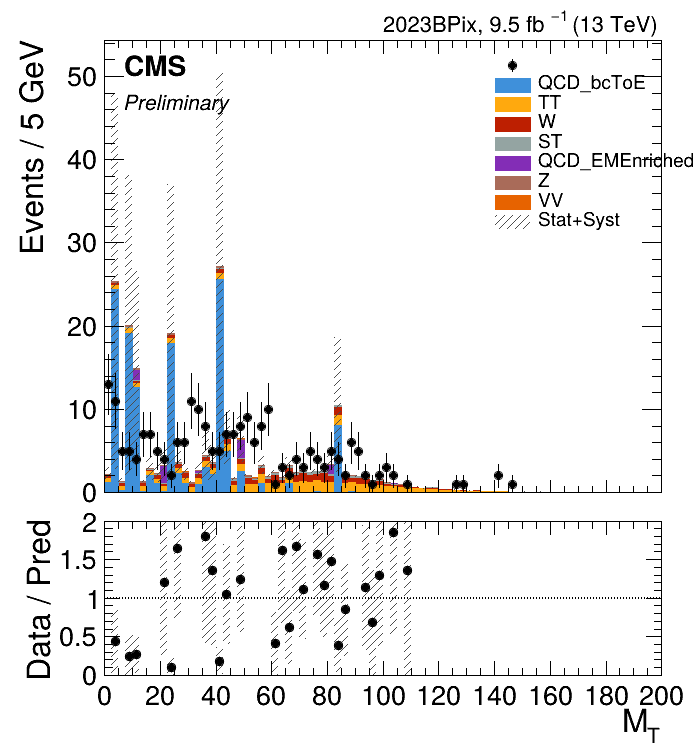 2023BPix, 9.5 fb⁻¹ (13 TeV)
CMS
Preliminary
Events / 5 GeV
50
40
30
20
10
0
QCD_bcToE
TT
W
ST
QCD_EMEnriched
Z
VV
Stat+Syst
Data / Pred
2
1.5
1
0.5
0
0 20 40 60 80 100 120 140 160 180 200
M_T